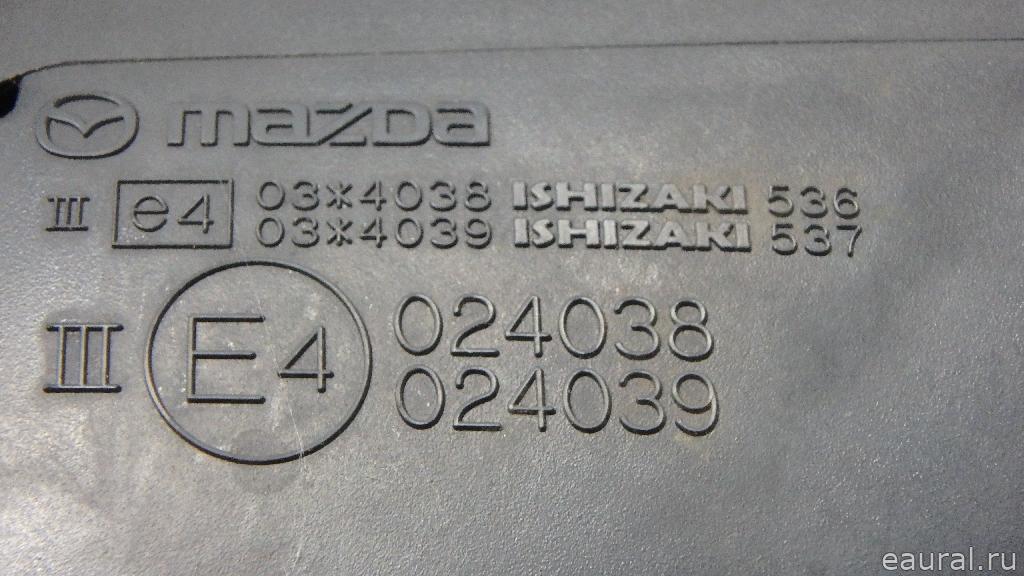 mazda
III e4 03*4038 ISHIZAKI 536
03*4039 ISHIZAKI 537
III E4 024038
024039
eaural.ru